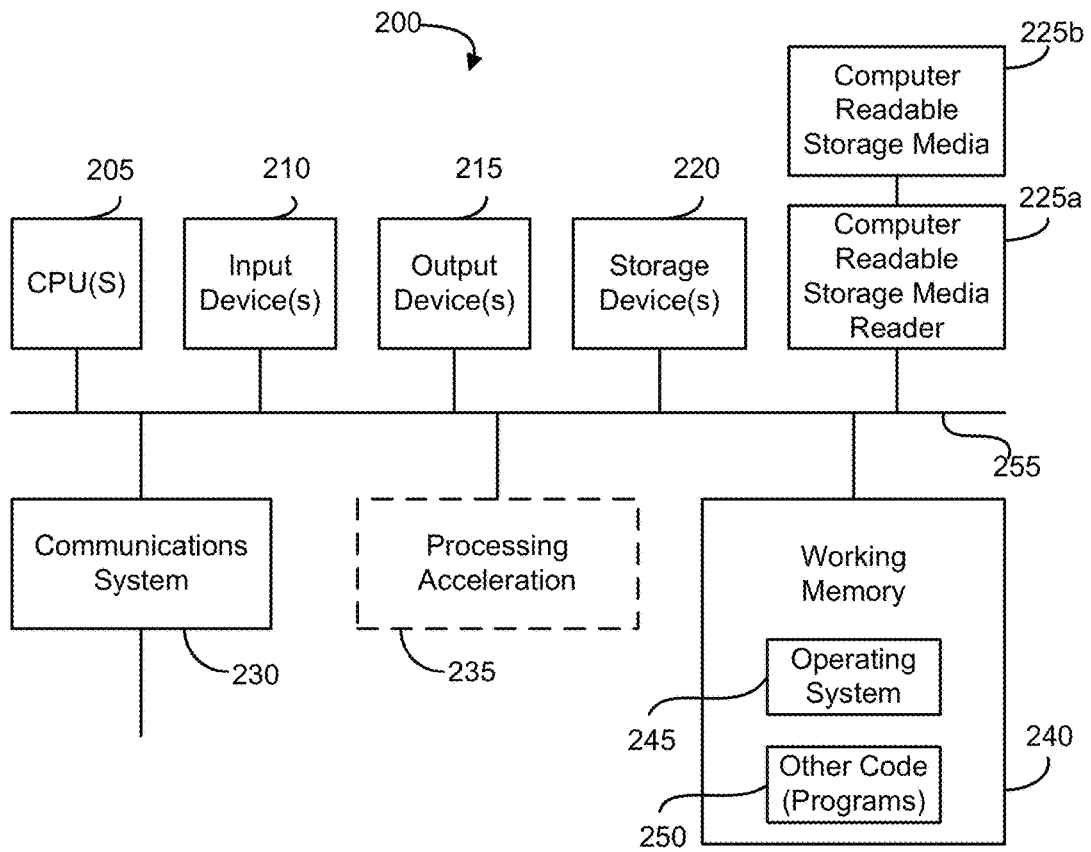 200
225b
Computer
Readable
Storage Media
205
210
215
220
225a
CPU(S)
Input
Device(s)
Output
Device(s)
Storage
Device(s)
Computer
Readable
Storage Media
Reader
255
Communications
System
Processing
Acceleration
Working
Memory
230
235
Operating
System
245
240
Other Code
(Programs)
250